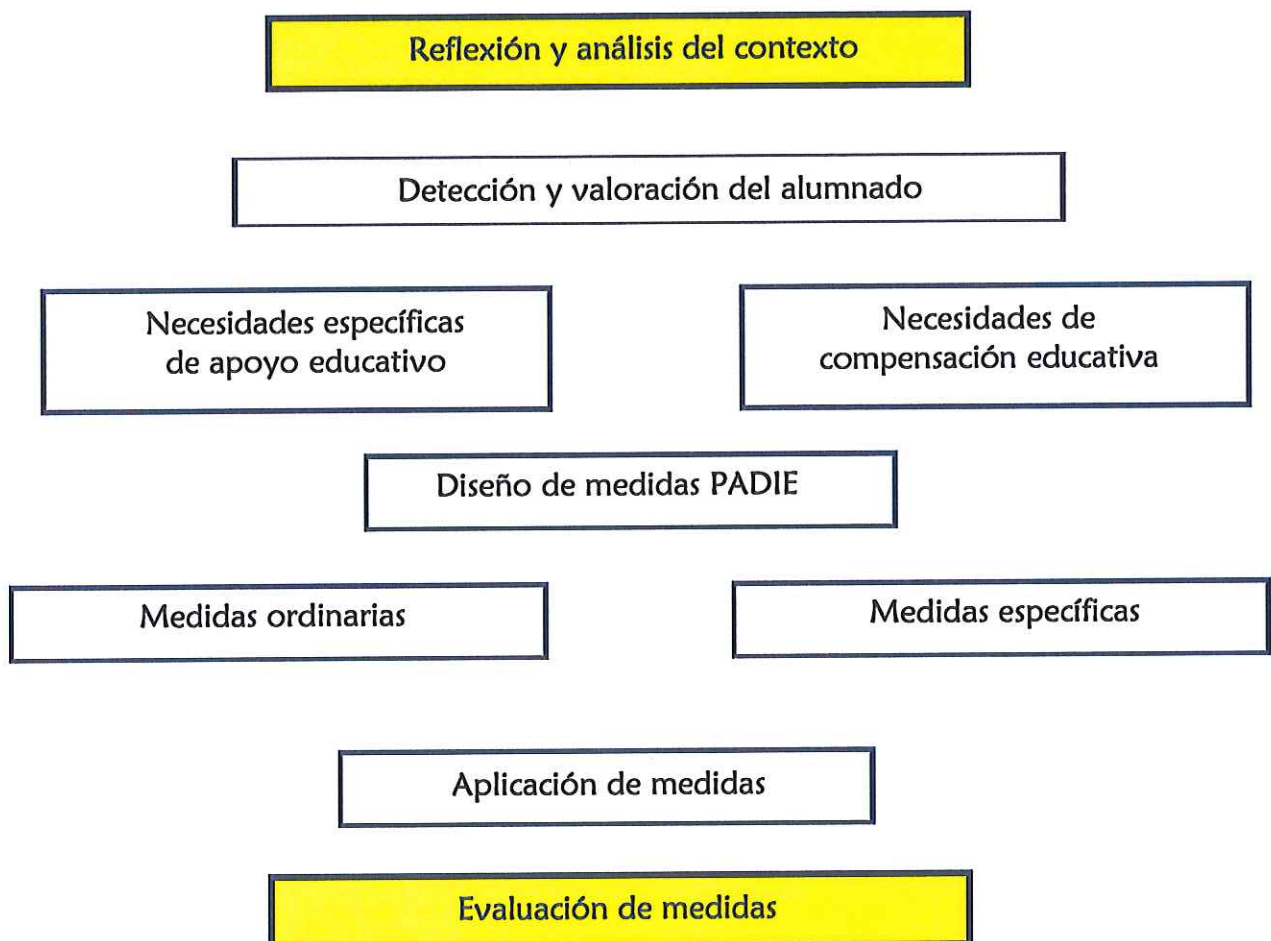 Reflexión y análisis del contexto
Detección y valoración del alumnado
Necesidades específicas
de apoyo educativo
Necesidades de
compensación educativa
Diseño de medidas PADIE
Medidas ordinarias
Medidas específicas
Aplicación de medidas
Evaluación de medidas